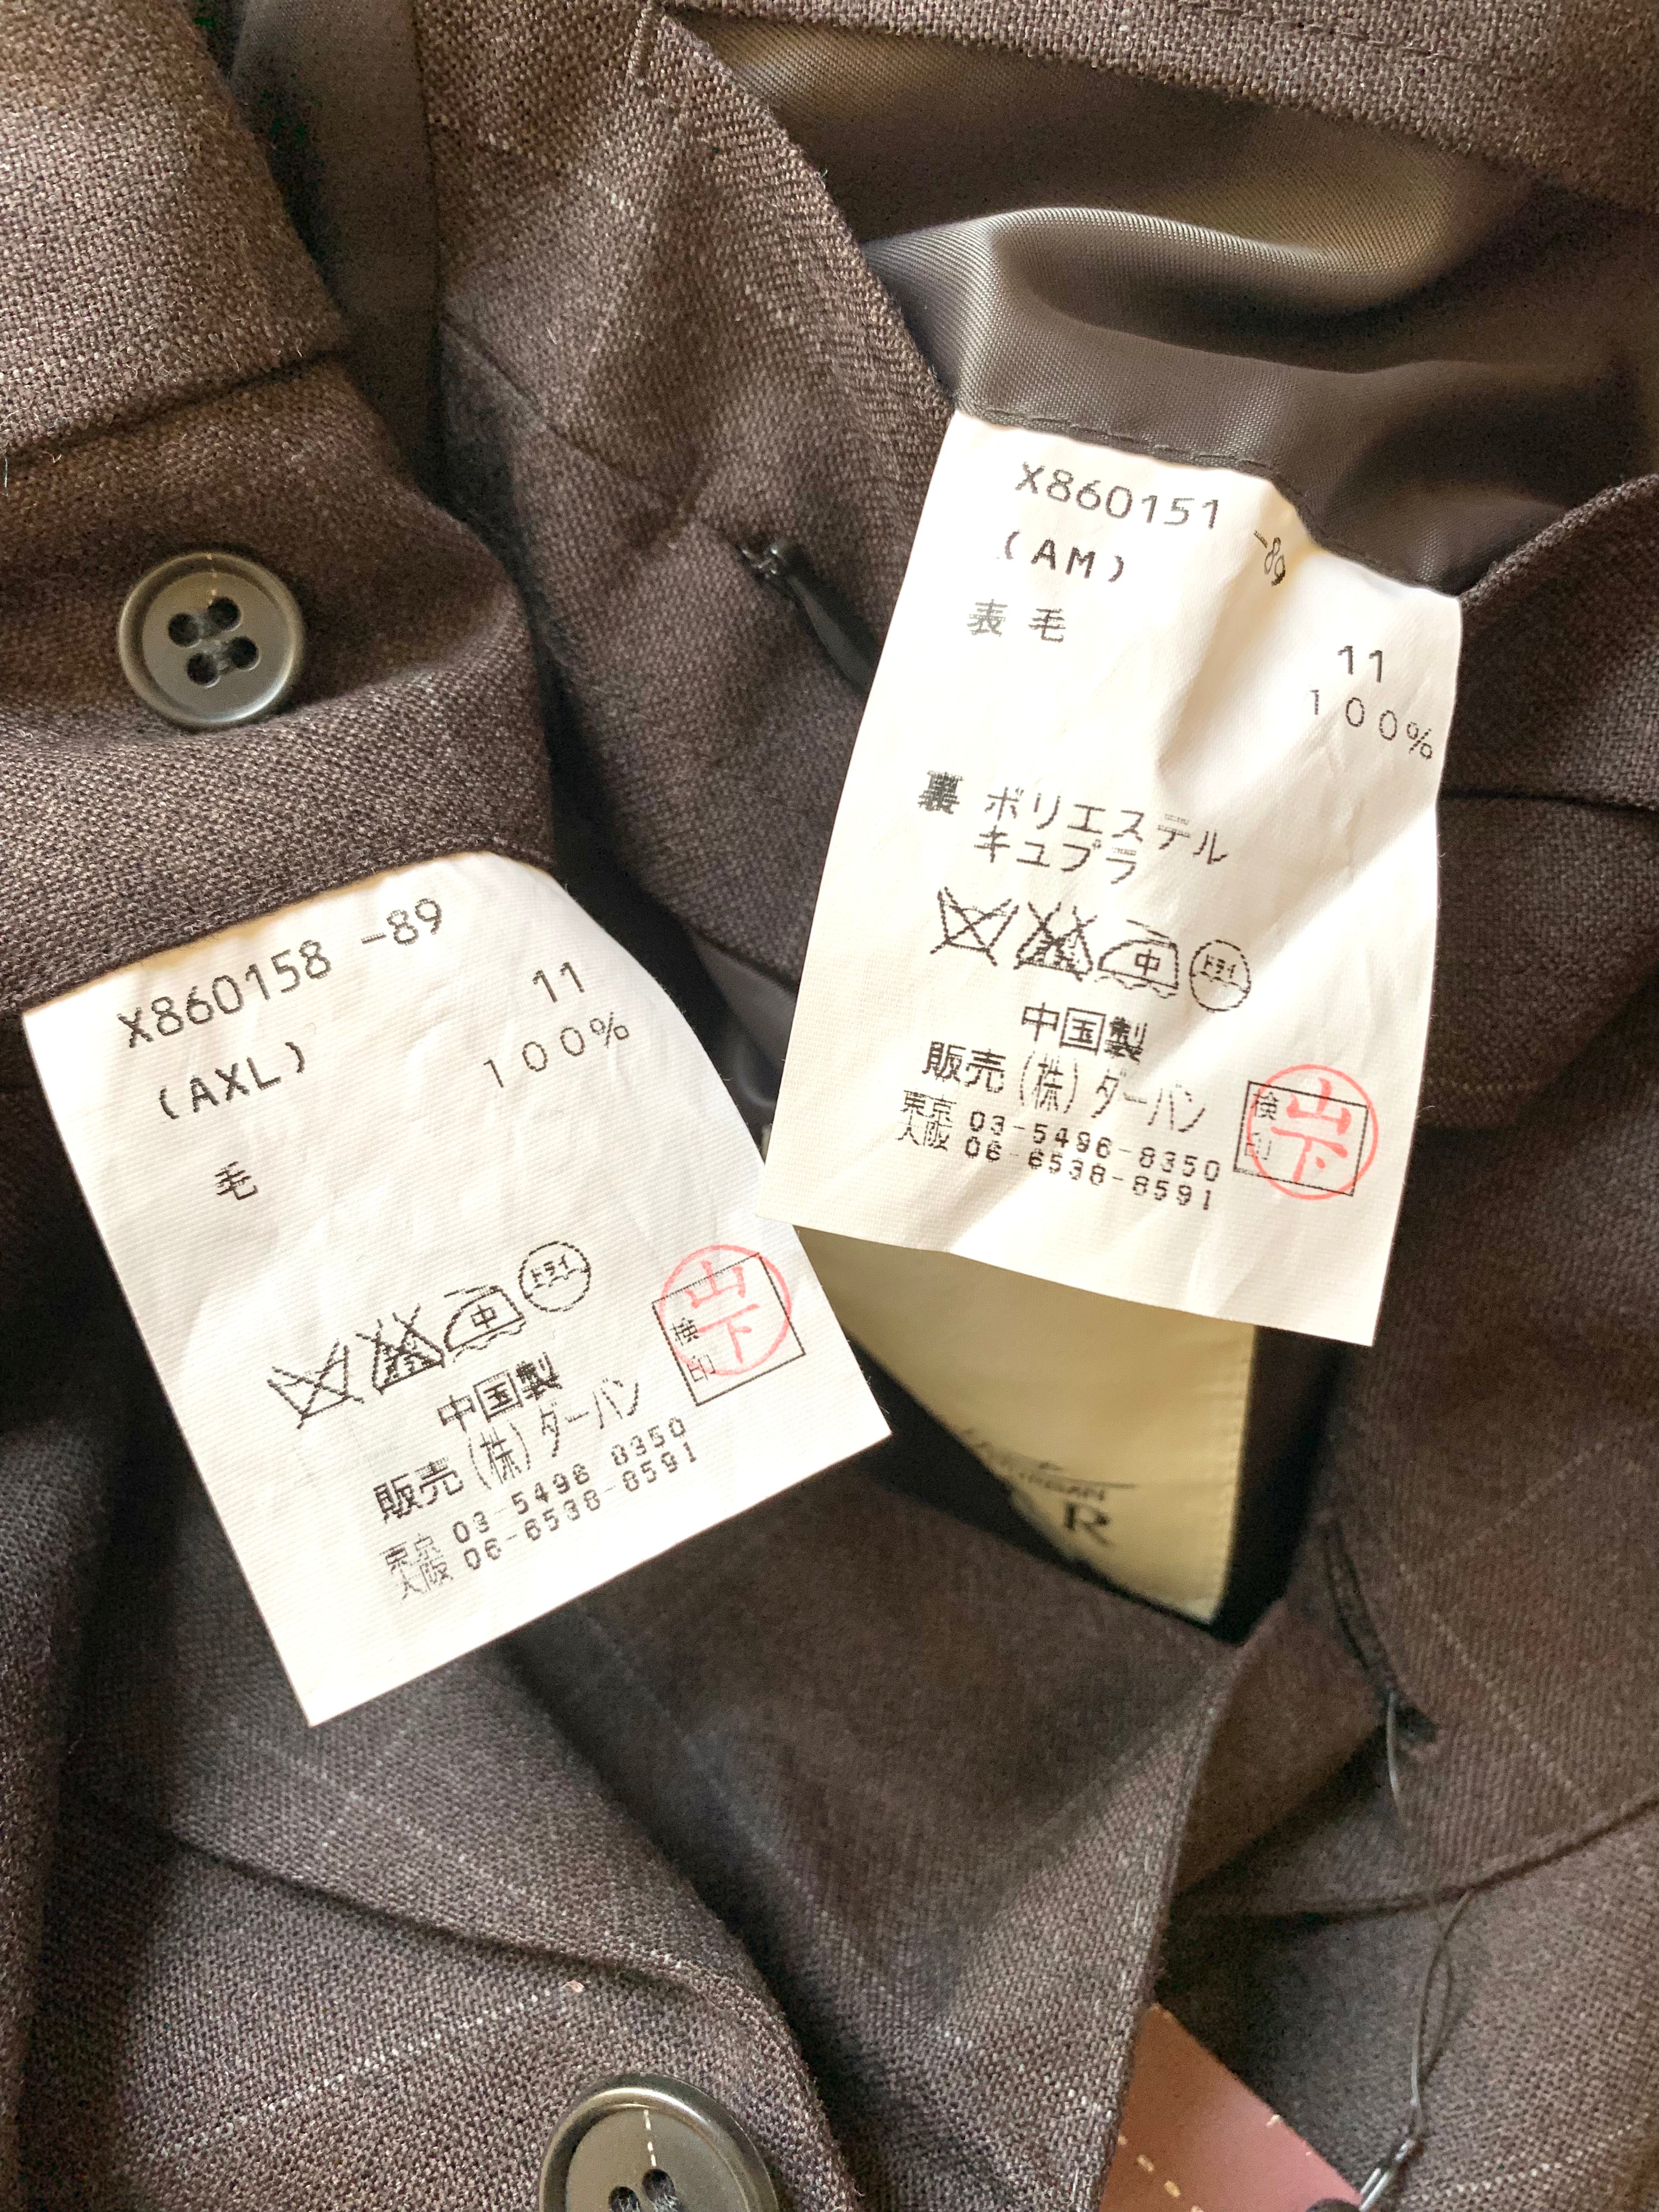 X860151 -89
(AM)
表 毛
11
100%
裏 ポリエステル
キュプラ
中
ドライ
中国製
販売 (株) ダーバン
東京 03-5496-8350
大阪 06-6538-8591
検印
山下
X860158 -89
11
(AXL)
100%
毛
中
ドライ
中国製
販売 (株) ダーバン
東京 03-5496 8350
大阪 06-6538-8591
検印
山下
R